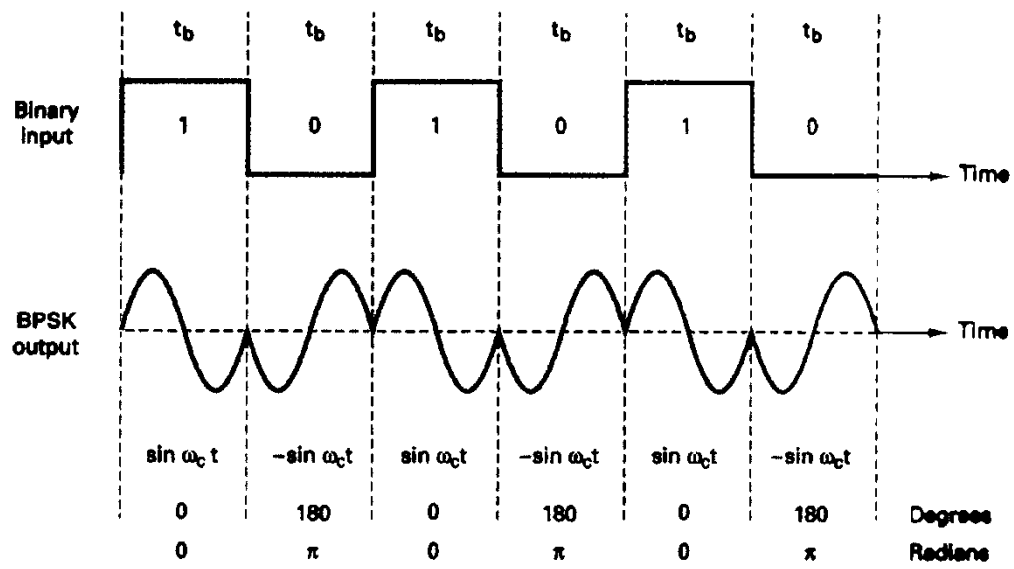 t_b t_b t_b t_b t_b t_b
Binary input
1 0 1 0 1 0
Time
BPSK output
Time
sin ω_c t -sin ω_c t sin ω_c t -sin ω_c t sin ω_c t -sin ω_c t
0 180 0 180 0 180 Degrees
0 π 0 π 0 π Radians